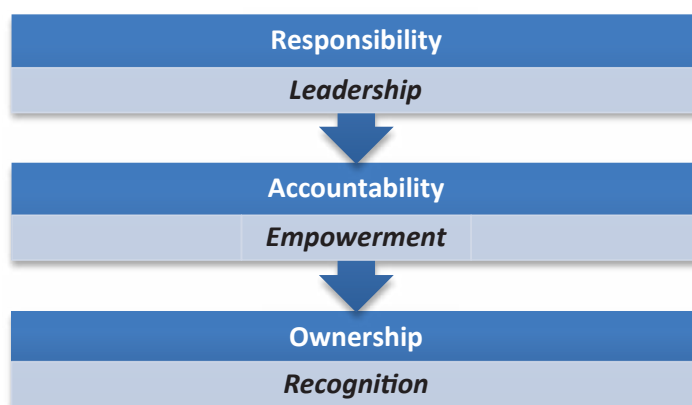 Responsibility
Leadership
Accountability
Empowerment
Ownership
Recognition